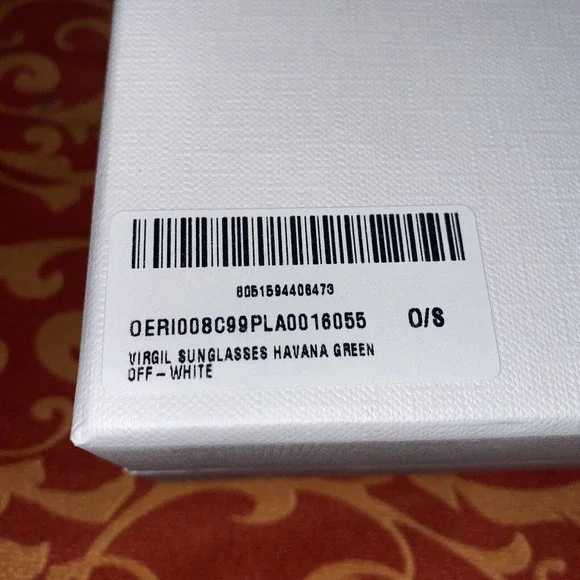 8051594406473
OERI008C99PLA0016055 O/S
VIRGIL SUNGLASSES HAVANA GREEN
OFF-WHITE